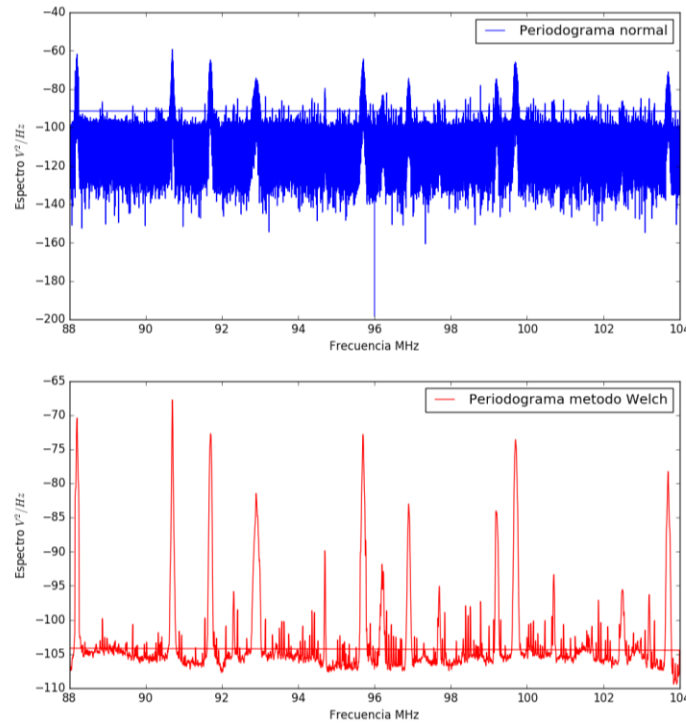 −40
−60
−80
−100
−120
−140
−160
−180
−200
Espectro V²/Hz
Periodograma normal
88 90 92 94 96 98 100 102 104
Frecuencia MHz
−65
−70
−75
−80
−85
−90
−95
−100
−105
−110
Espectro V²/Hz
Periodograma metodo Welch
88 90 92 94 96 98 100 102 104
Frecuencia MHz